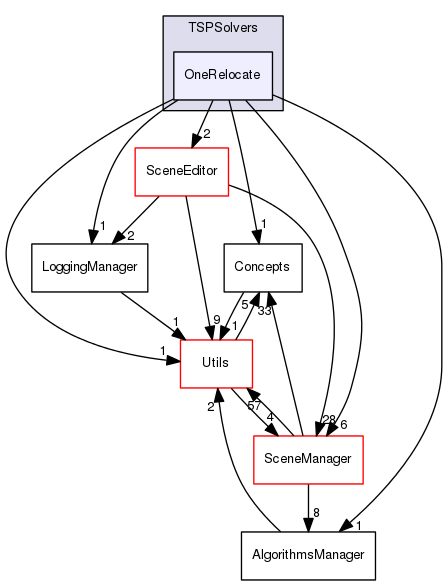 TSPSolvers
OneRelocate
2
SceneEditor
1
2
1
LoggingManager
Concepts
5
33
1
9
1
1
Utils
57
4
28
6
2
SceneManager
8
1
AlgorithmsManager